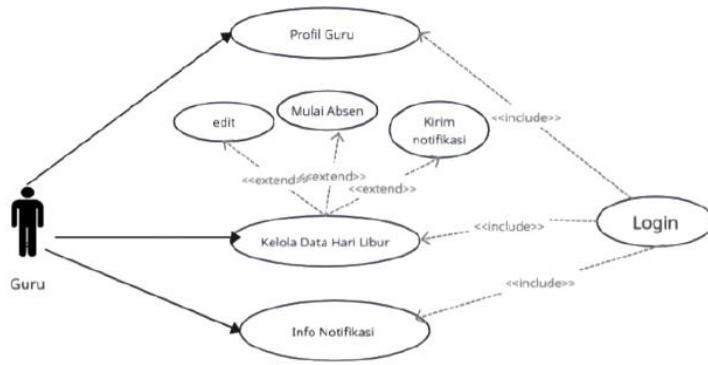 Profil Guru
Mulai Absen
edit
Kirim
notifikasi
<<include>>
<<extend>>
<<extend>>
<<extend>>
Login
Kelola Data Hari Libur
<<include>>
Guru
<<include>>
Info Notifikasi